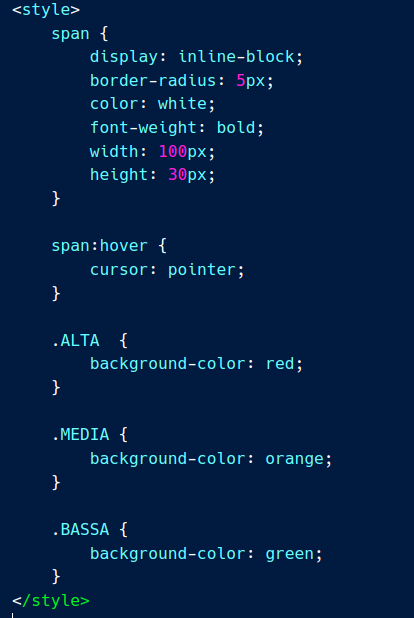 <style>
    span {
        display: inline-block;
        border-radius: 5px;
        color: white;
        font-weight: bold;
        width: 100px;
        height: 30px;
    }

    span:hover {
        cursor: pointer;
    }

    .ALTA  {
        background-color: red;
    }

    .MEDIA {
        background-color: orange;
    }

    .BASSA {
        background-color: green;
    }
</style>